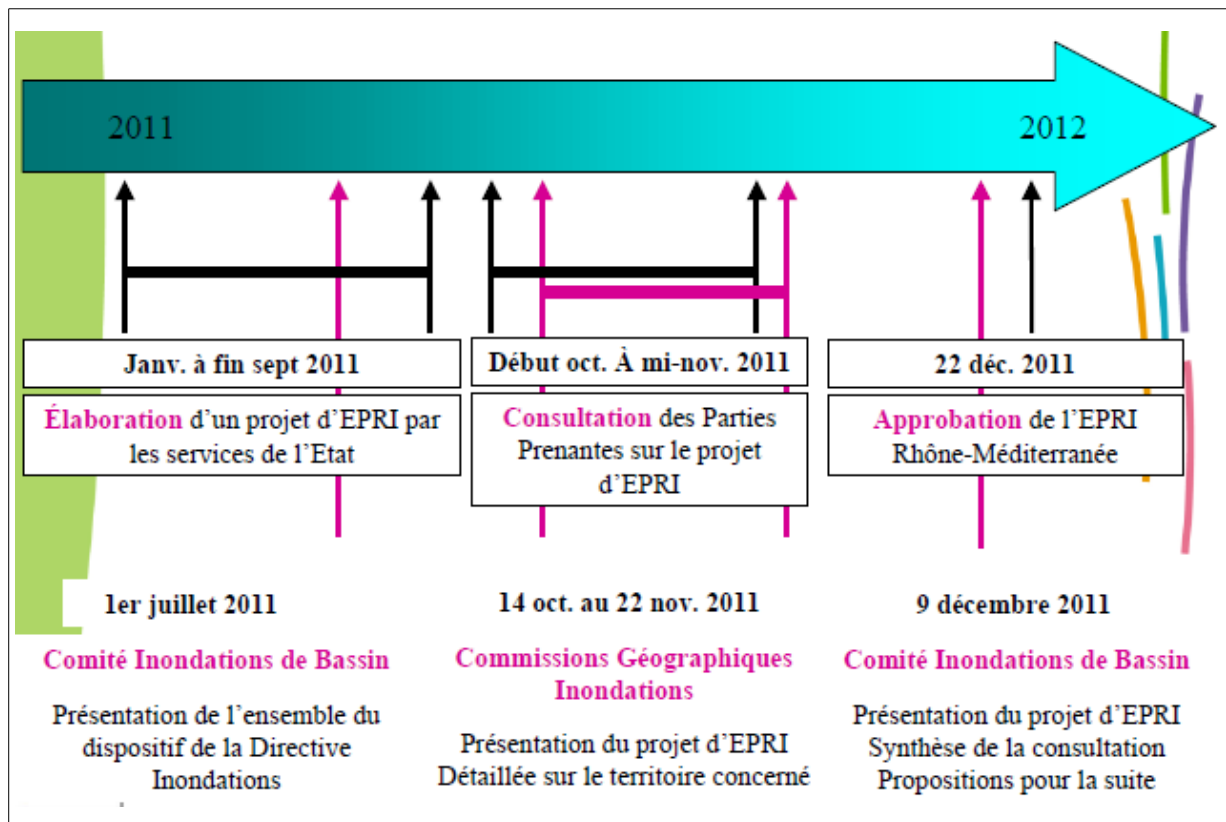 2011
2012
Janv. à fin sept 2011
Élaboration d’un projet d’EPRI par
les services de l’Etat
Début oct. À mi-nov. 2011
Consultation des Parties
Prenantes sur le projet
d’EPRI
22 déc. 2011
Approbation de l’EPRI
Rhône-Méditerranée
1er juillet 2011
Comité Inondations de Bassin
Présentation de l’ensemble du
dispositif de la Directive
Inondations
14 oct. au 22 nov. 2011
Commissions Géographiques
Inondations
Présentation du projet d’EPRI
Détaillée sur le territoire concerné
9 décembre 2011
Comité Inondations de Bassin
Présentation du projet d’EPRI
Synthèse de la consultation
Propositions pour la suite